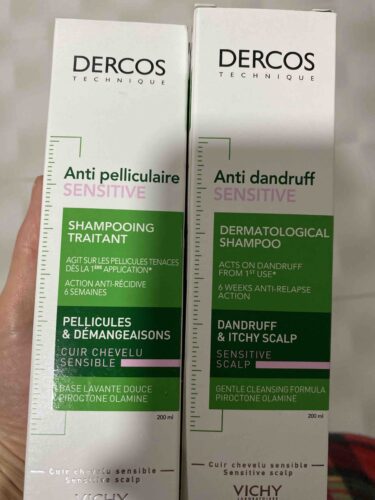 DERCOS
TECHNIQUE
Anti pelliculaire
SENSITIVE
SHAMPOOING
TRAITANT
AGIT SUR LES PELLICULES TENACES
DÈS LA 1ÈRE APPLICATION*
ACTION ANTI-RÉCIDIVE
6 SEMAINES
PELLICULES
& DÉMANGEAISONS
CUIR CHEVELU
SENSIBLE
BASE LAVANTE DOUCE
PIROCTONE OLAMINE
200 ml
Cuir chevelu sensible
Sensitive scalp
VICHY
DERCOS
TECHNIQUE
Anti dandruff
SENSITIVE
DERMATOLOGICAL
SHAMPOO
ACTS ON DANDRUFF
FROM 1ST USE*
6 WEEKS ANTI-RELAPSE
ACTION
DANDRUFF
& ITCHY SCALP
SENSITIVE
SCALP
GENTLE CLEANSING FORMULA
PIROCTONE OLAMINE
200 ml
Cuir chevelu sensible
Sensitive scalp
VICHY
LABORATOIRES